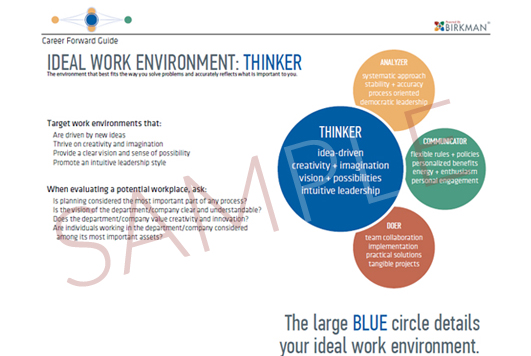 Powered By
BIRKMAN
Career Forward Guide
IDEAL WORK ENVIRONMENT: THINKER
The environment that best fits the way you solve problems and accurately reflects what is important to you.
Target work environments that:
Are driven by new ideas
Thrive on creativity and imagination
Provide a clear vision and sense of possibility
Promote an intuitive leadership style
When evaluating a potential workplace, ask:
Is planning considered the most important part of any process?
Is the vision of the department/company clear and understandable?
Does the department/company value creativity and innovation?
Are individuals working in the department/company considered
among its most important assets?
ANALYZER
systematic approach
stability + accuracy
process oriented
democratic leadership
THINKER
idea-driven
creativity + imagination
vision + possibilities
intuitive leadership
COMMUNICATOR
flexible rules + policies
personalized benefits
energy + enthusiasm
personal engagement
DOER
team collaboration
implementation
practical solutions
tangible projects
SAMPLE
The large BLUE circle details
your ideal work environment.